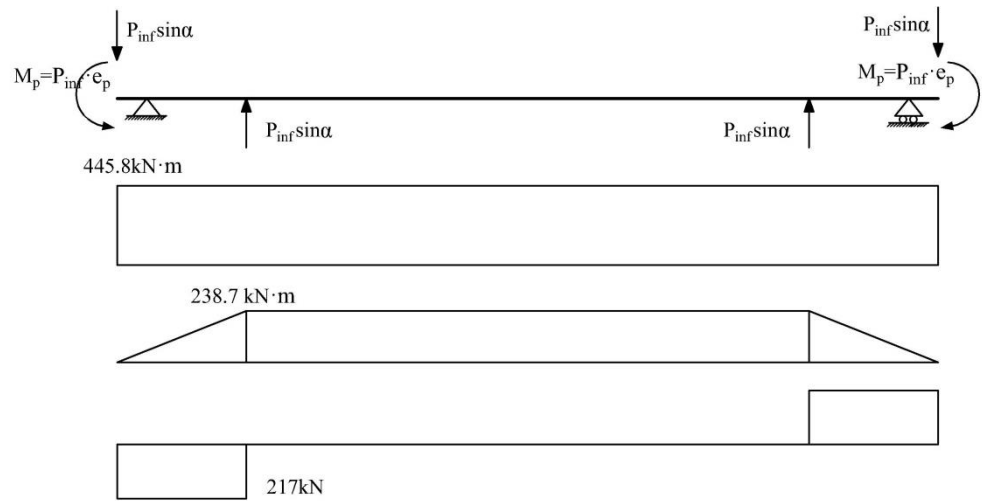 P_inf sinα
P_inf sinα
M_p=P_inf·e_p
M_p=P_inf·e_p
P_inf sinα
P_inf sinα
445.8kN·m
238.7 kN·m
217kN